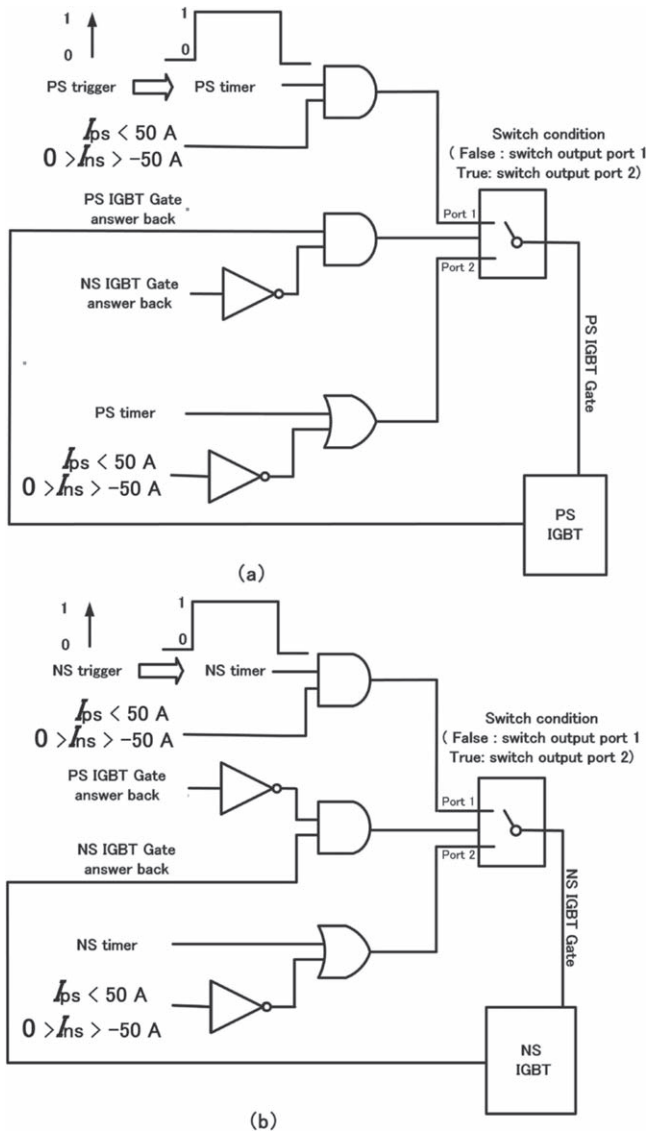 1
0
1
0
PS trigger
PS timer
Ips < 50 A
0 > Ins > -50 A
Switch condition
( False : switch output port 1
True: switch output port 2)
PS IGBT Gate
answer back
Port 1
NS IGBT Gate
answer back
Port 2
PS IGBT Gate
PS timer
Ips < 50 A
0 > Ins > -50 A
PS
IGBT
(a)
1
0
1
0
NS trigger
NS timer
Ips < 50 A
0 > Ins > -50 A
Switch condition
( False : switch output port 1
True: switch output port 2)
PS IGBT Gate
answer back
Port 1
NS IGBT Gate
answer back
Port 2
NS IGBT Gate
NS timer
Ips < 50 A
0 > Ins > -50 A
NS
IGBT
(b)